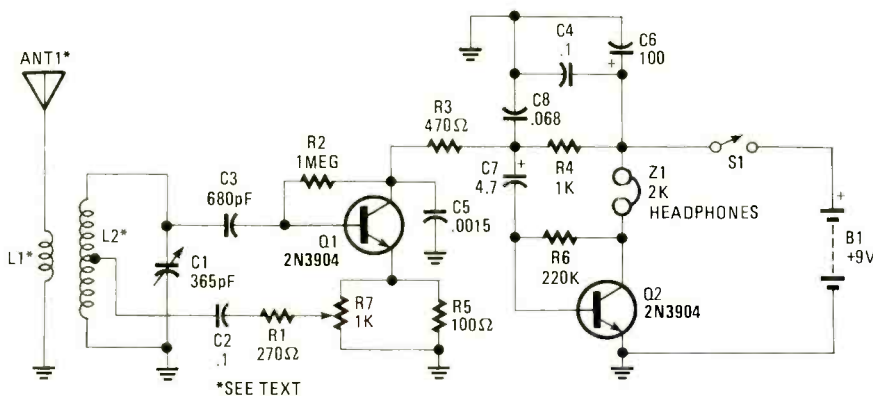 ANT1*
L1*
L2*
C1
365pF
C3
680pF
C2
.1
R1
270Ω
*SEE TEXT
R2
1MEG
Q1
2N3904
R7
1K
R5
100Ω
C5
.0015
R3
470Ω
C8
.068
C4
.1
C6
100
+
C7
4.7
+
R4
1K
R6
220K
Z1
2K
HEADPHONES
Q2
2N3904
S1
+
B1
+9V